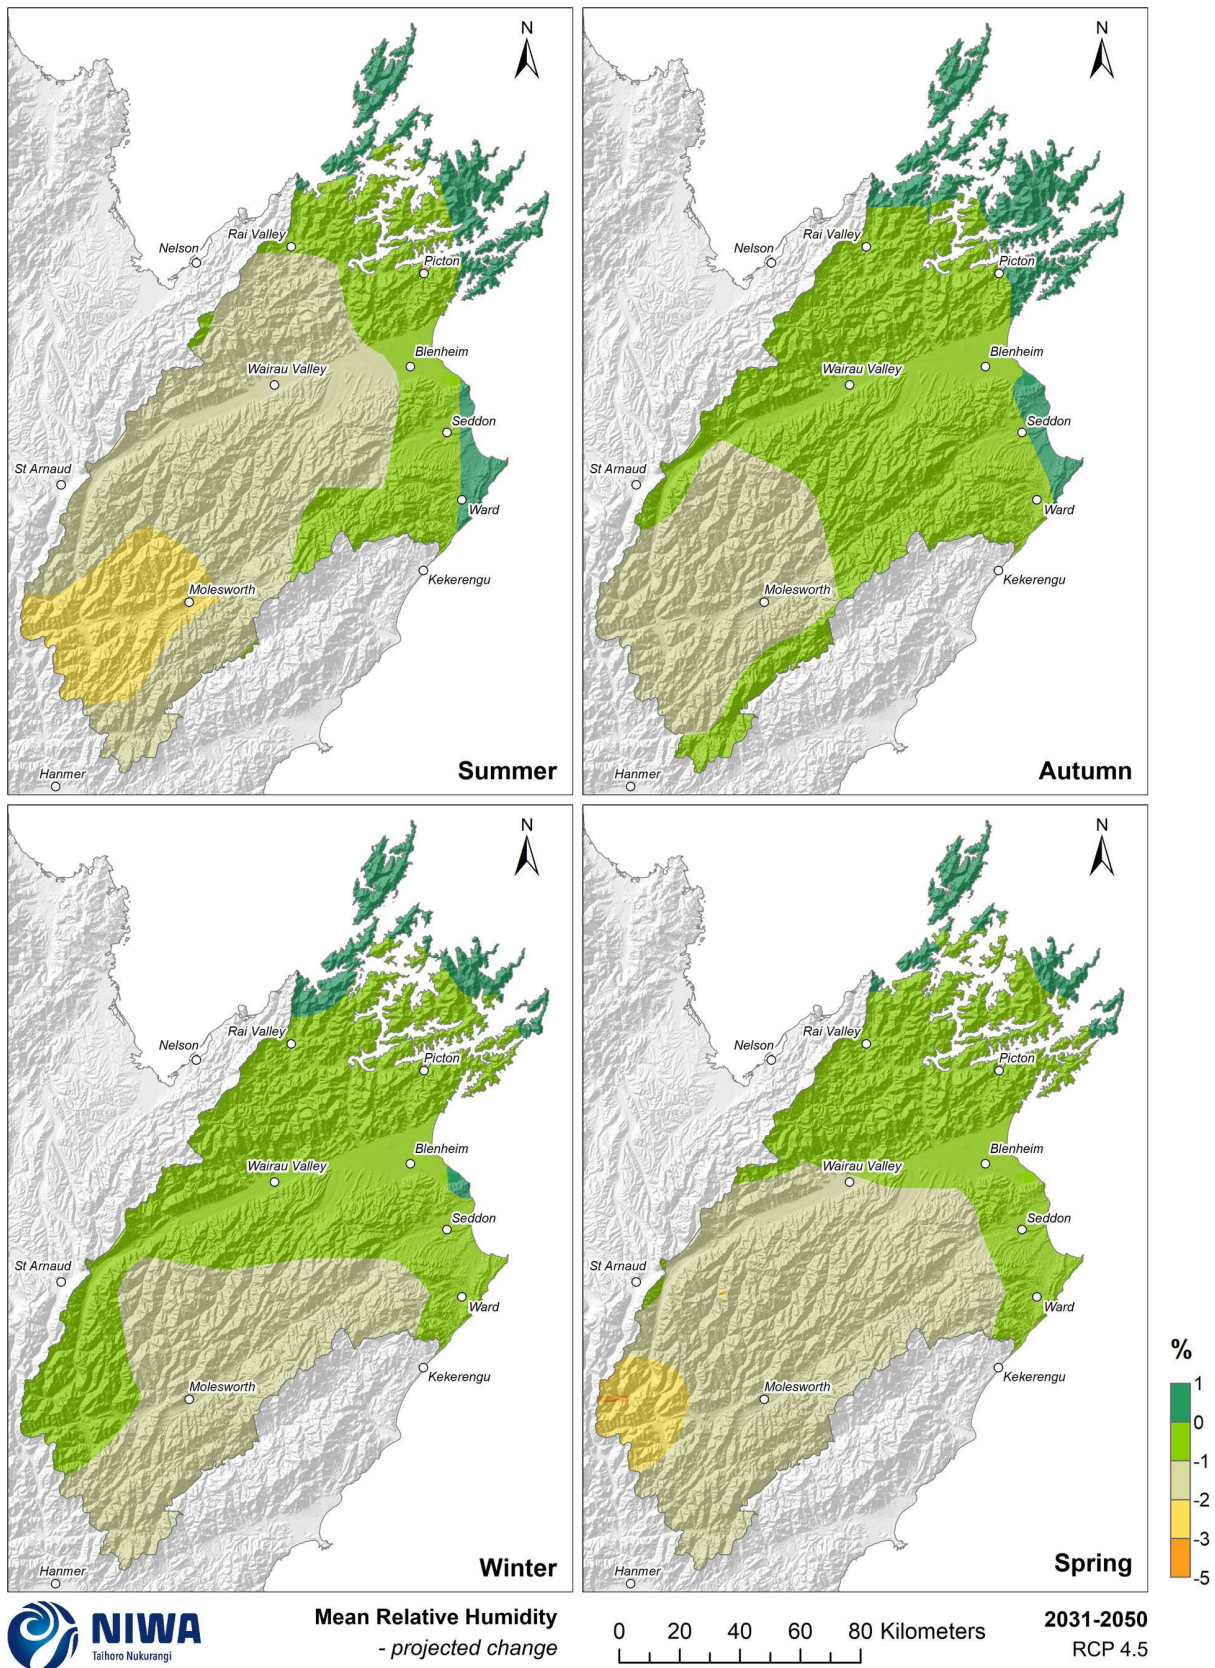 N
Nelson
Rai Valley
Picton
Blenheim
Wairau Valley
Seddon
St Arnaud
Ward
Kekerengu
Molesworth
Hanmer
Summer
N
Nelson
Rai Valley
Picton
Blenheim
Wairau Valley
Seddon
St Arnaud
Ward
Kekerengu
Molesworth
Hanmer
Autumn
N
Nelson
Rai Valley
Picton
Blenheim
Wairau Valley
Seddon
St Arnaud
Ward
Kekerengu
Molesworth
Hanmer
Winter
N
Nelson
Rai Valley
Picton
Blenheim
Wairau Valley
Seddon
St Arnaud
Ward
Kekerengu
Molesworth
Hanmer
Spring
%
1
0
-1
-2
-3
-5
NIWA
Taihoro Nukurangi
Mean Relative Humidity
- projected change
0 20 40 60 80 Kilometers
2031-2050
RCP 4.5